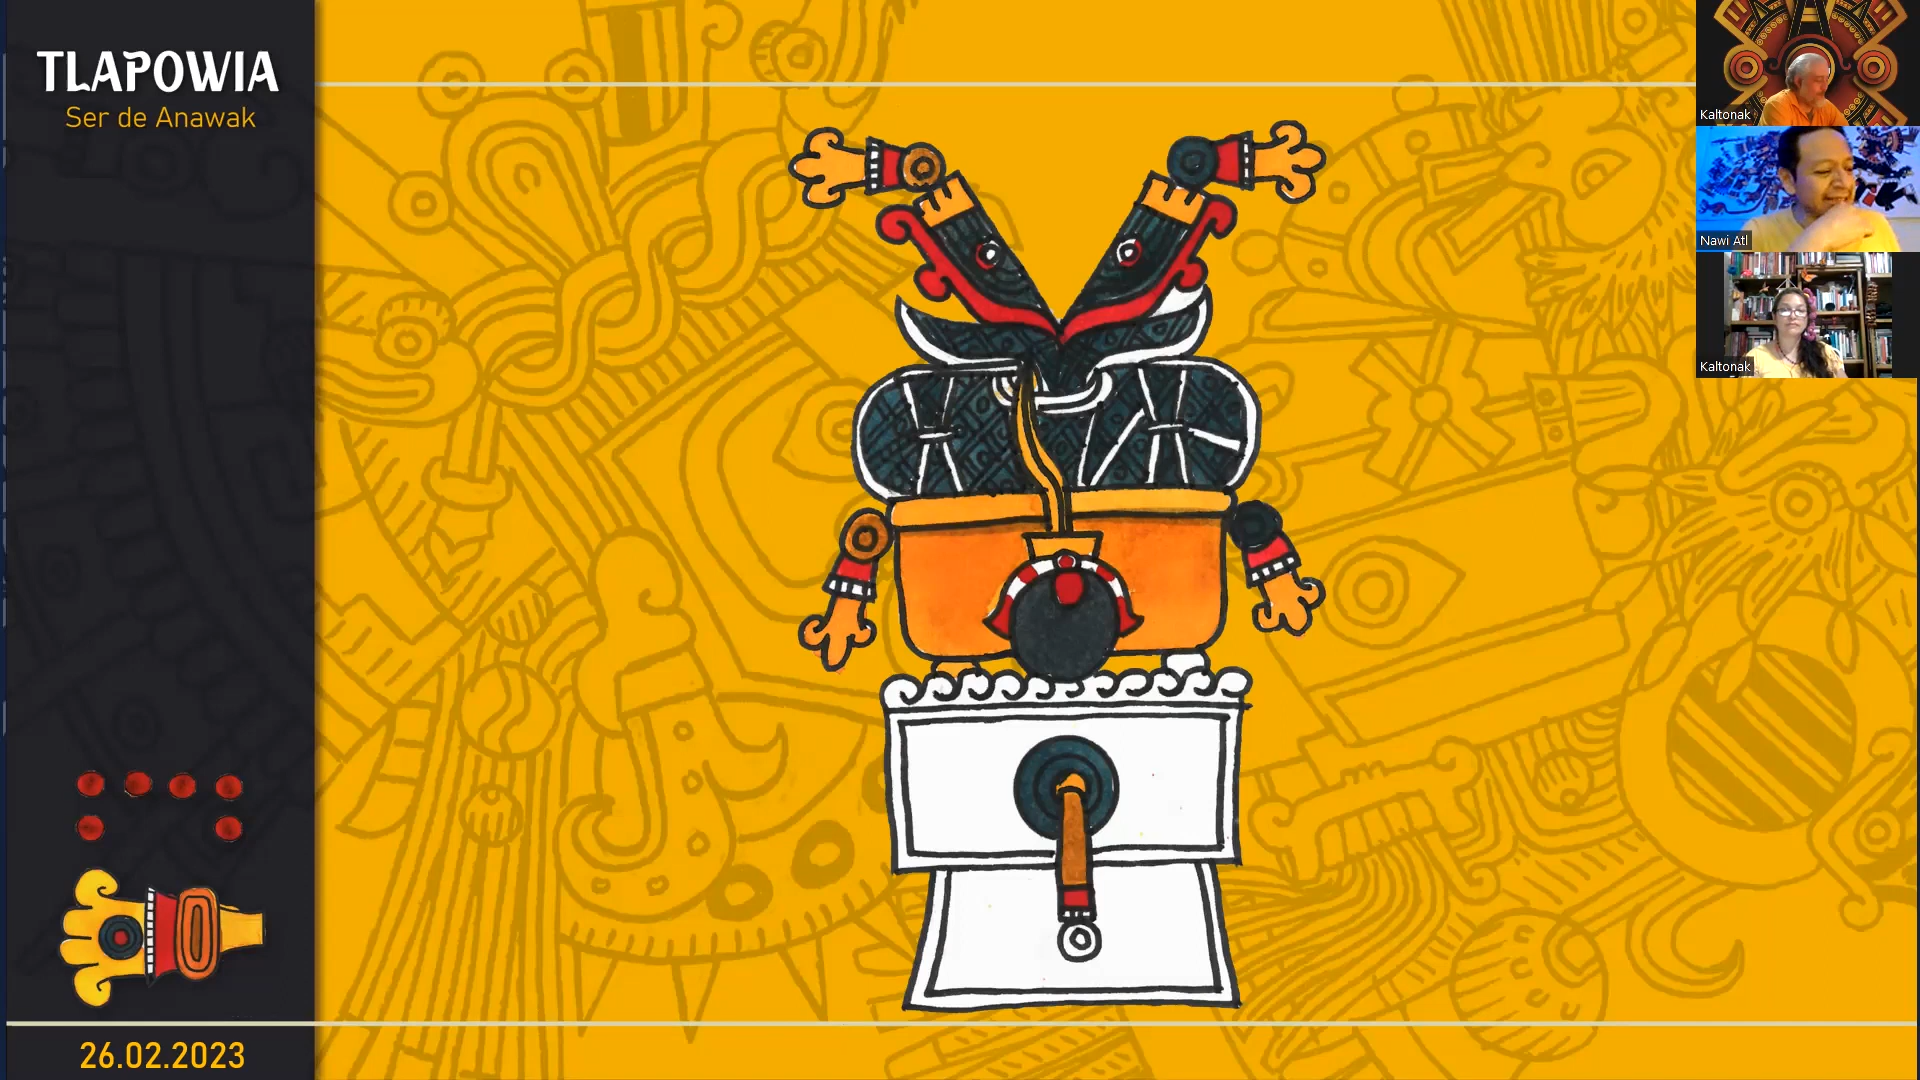 TLAPOWIA
Ser de Anawak
26.02.2023
Kaltonak
Nawi Atl
Kaltonak